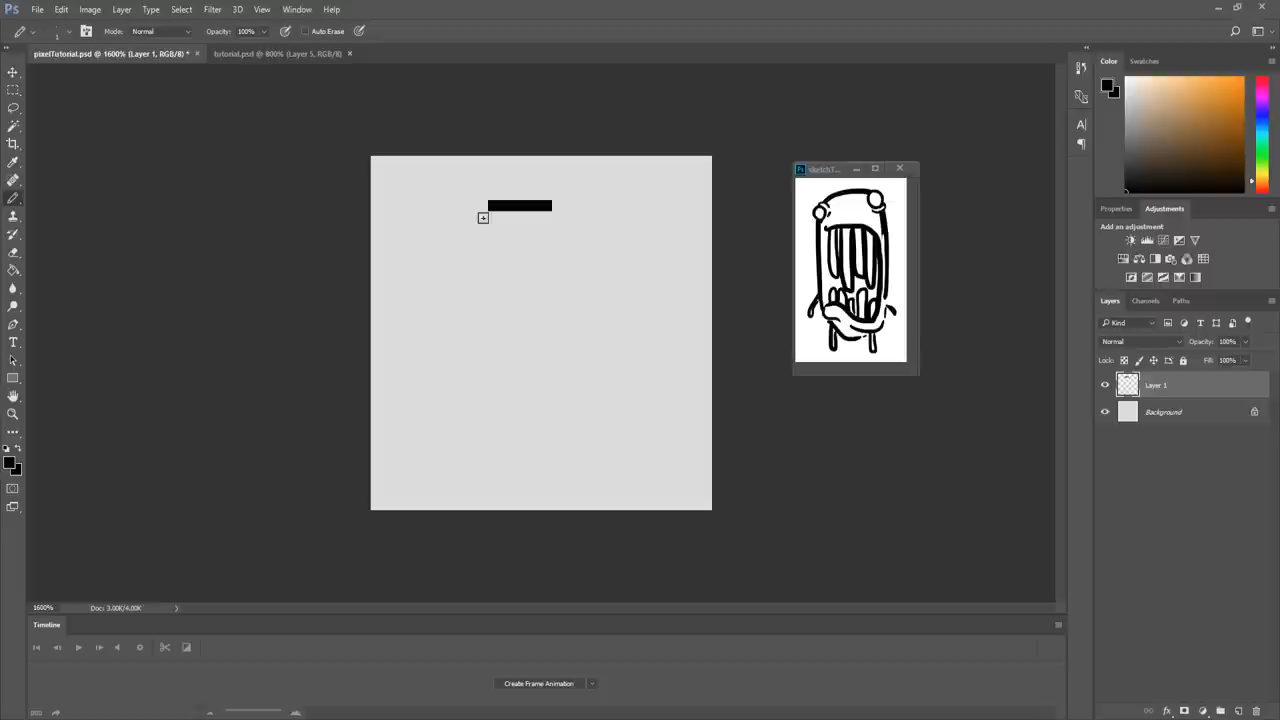 Ps File Edit Image Layer Type Select Filter 3D View Window Help
1 Mode: Normal Opacity: 100% Auto Erase
pixelTutorial.psd @ 1600% (Layer 1, RGB/8) * × tutorial.psd @ 800% (Layer 5, RGB/8) ×
Color Swatches
Ps SketchT...
Properties Adjustments
Add an adjustment
Layers Channels Paths
Kind
Normal Opacity: 100%
Lock: Fill: 100%
Layer 1
Background
1600% Doc: 3.00K/4.00K
Timeline
Create Frame Animation